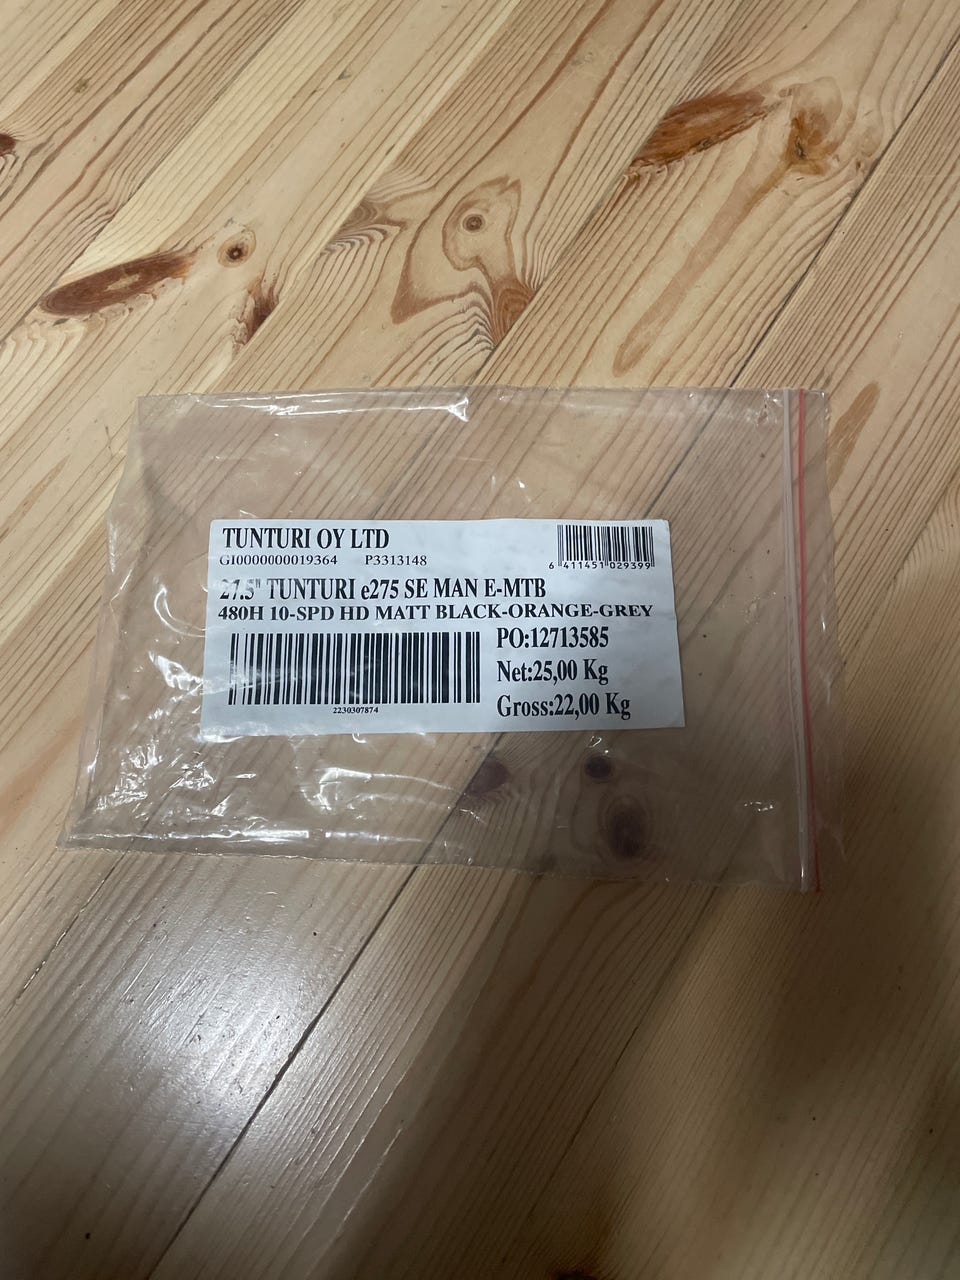 TUNTURI OY LTD
GI0000000019364 P3313148
6 411451 029399
27.5" TUNTURI e275 SE MAN E-MTB
480H 10-SPD HD MATT BLACK-ORANGE-GREY
PO:12713585
Net:25,00 Kg
Gross:22,00 Kg
2230307874